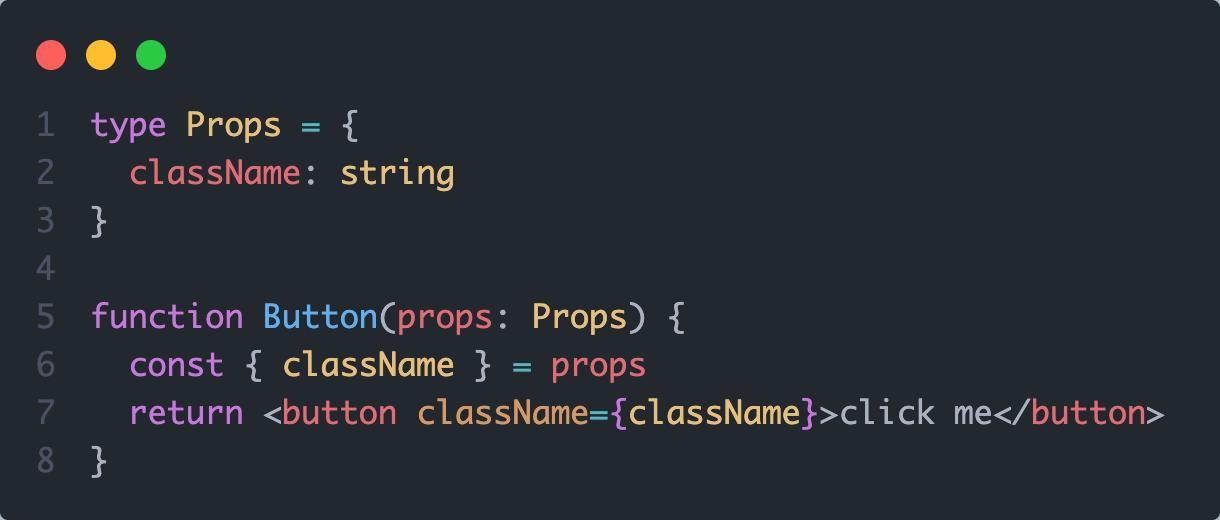 1 type Props = {
2   className: string
3 }
4
5 function Button(props: Props) {
6   const { className } = props
7   return <button className={className}>click me</button>
8 }